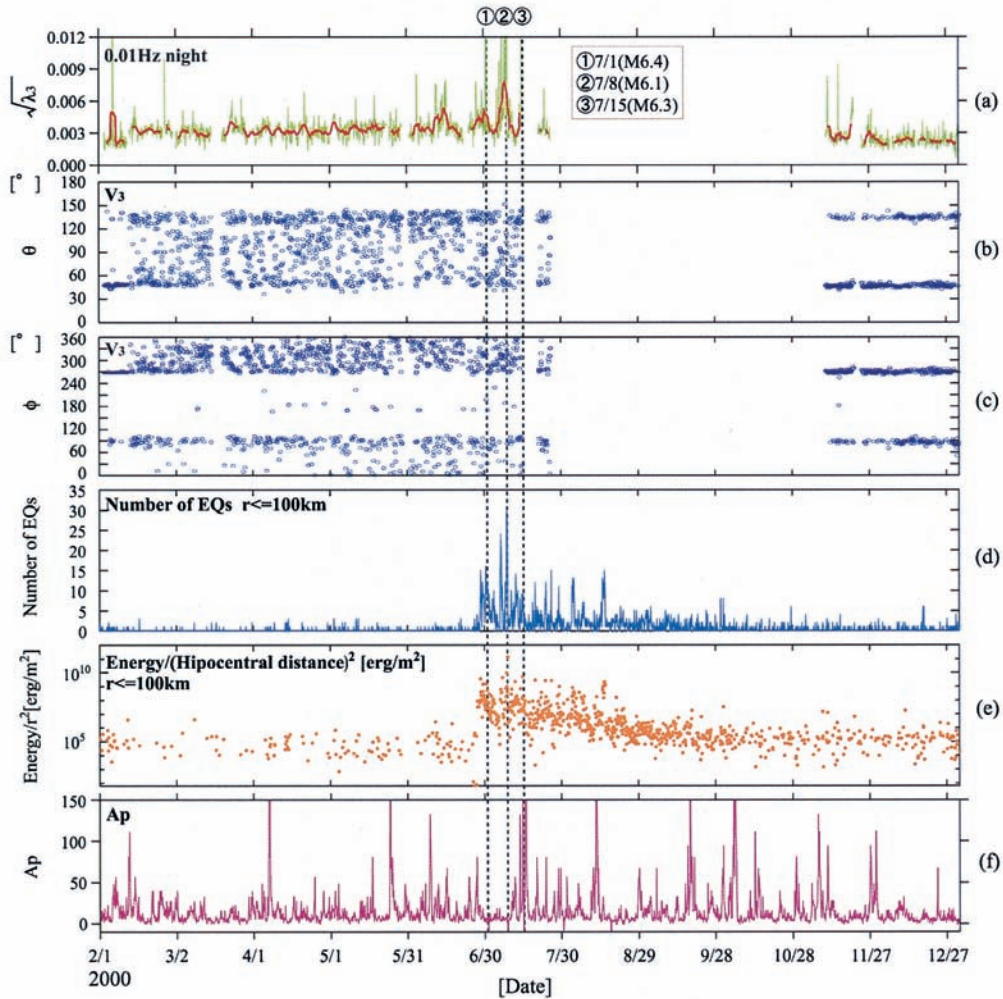 ① ② ③
0.012
0.009
0.006
0.003
0.000
√λ₃
0.01Hz night
①7/1(M6.4)
②7/8(M6.1)
③7/15(M6.3)
(a)
[°]
180
150
120
90
60
30
0
θ
V₃
(b)
[°]
360
300
240
180
120
60
0
ϕ
V₃
(c)
35
30
25
20
15
10
5
0
Number of EQs
Number of EQs r<=100km
(d)
10¹⁰
10⁵
Energy/r²[erg/m²]
Energy/(Hipocentral distance)² [erg/m²]
r<=100km
(e)
150
100
50
0
Ap
Ap
(f)
2/1 3/2 4/1 5/1 5/31 6/30 7/30 8/29 9/28 10/28 11/27 12/27
2000
[Date]